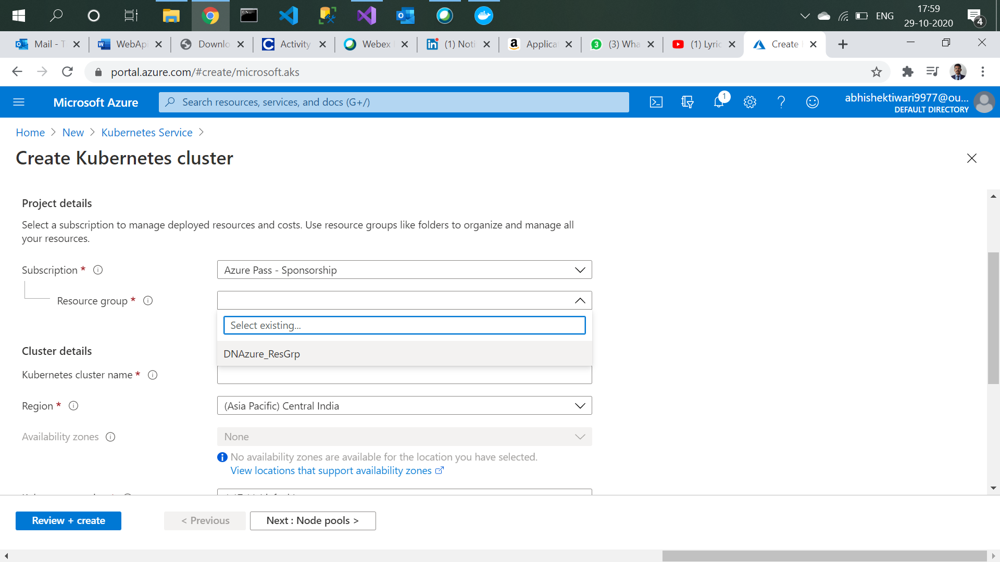 ENG
17:59
29-10-2020
4
Mail - T
WebApi
Downlo
Activity
Webex
(1) Noti
Applicat
3
(3) Wha
(1) Lyric
Create
portal.azure.com/#create/microsoft.aks
Microsoft Azure
Search resources, services, and docs (G+/)
1
abhishektiwari9977@ou...
DEFAULT DIRECTORY
Home > New > Kubernetes Service >
Create Kubernetes cluster
Project details
Select a subscription to manage deployed resources and costs. Use resource groups like folders to organize and manage all
your resources.
Subscription *
Azure Pass - Sponsorship
Resource group *
Select existing...
DNAzure_ResGrp
Cluster details
Kubernetes cluster name *
Region *
(Asia Pacific) Central India
Availability zones
None
No availability zones are available for the location you have selected.
View locations that support availability zones
Review + create
< Previous
Next : Node pools >